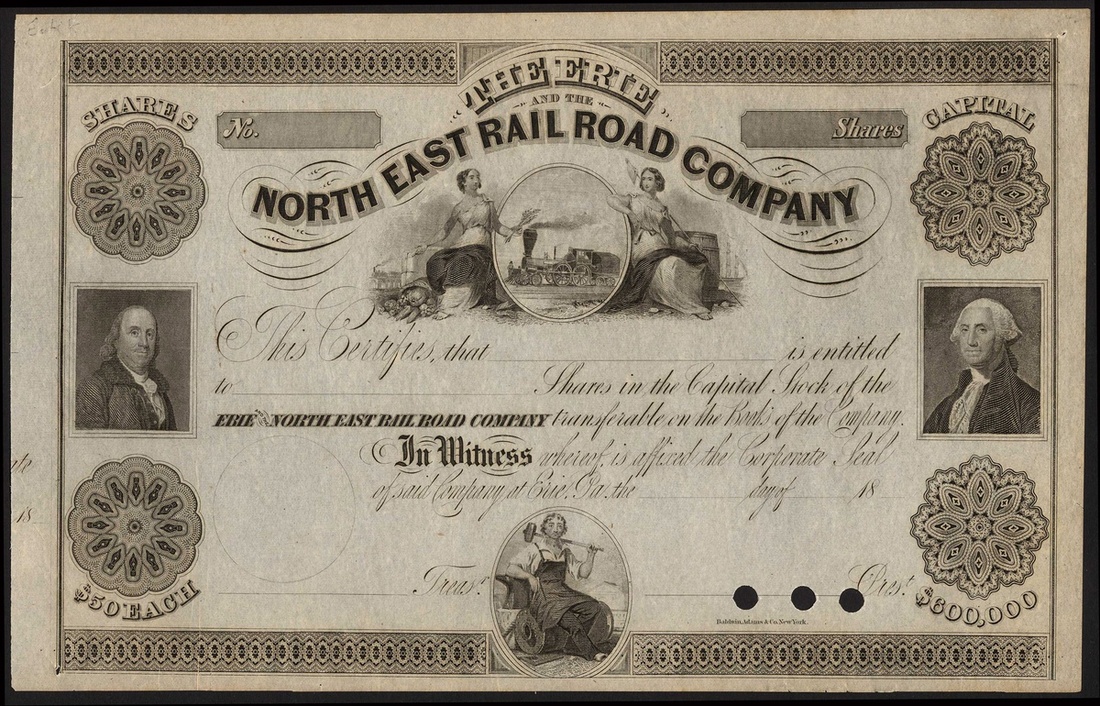 SHARES
No.
THE ERIE
AND THE
NORTH EAST RAIL ROAD COMPANY
Shares
CAPITAL
This Certifies, that is entitled
to Shares in the Capital Stock of the
ERIE AND THE NORTH EAST RAIL ROAD COMPANY transferable on the Books of the Company.
In Witness whereof, is affixed the Corporate Seal
of said Company at Erie, Pa. the day of 18
18
Treasr.
Prest.
$50 EACH
$600,000
Baldwin, Adams & Co. New York.